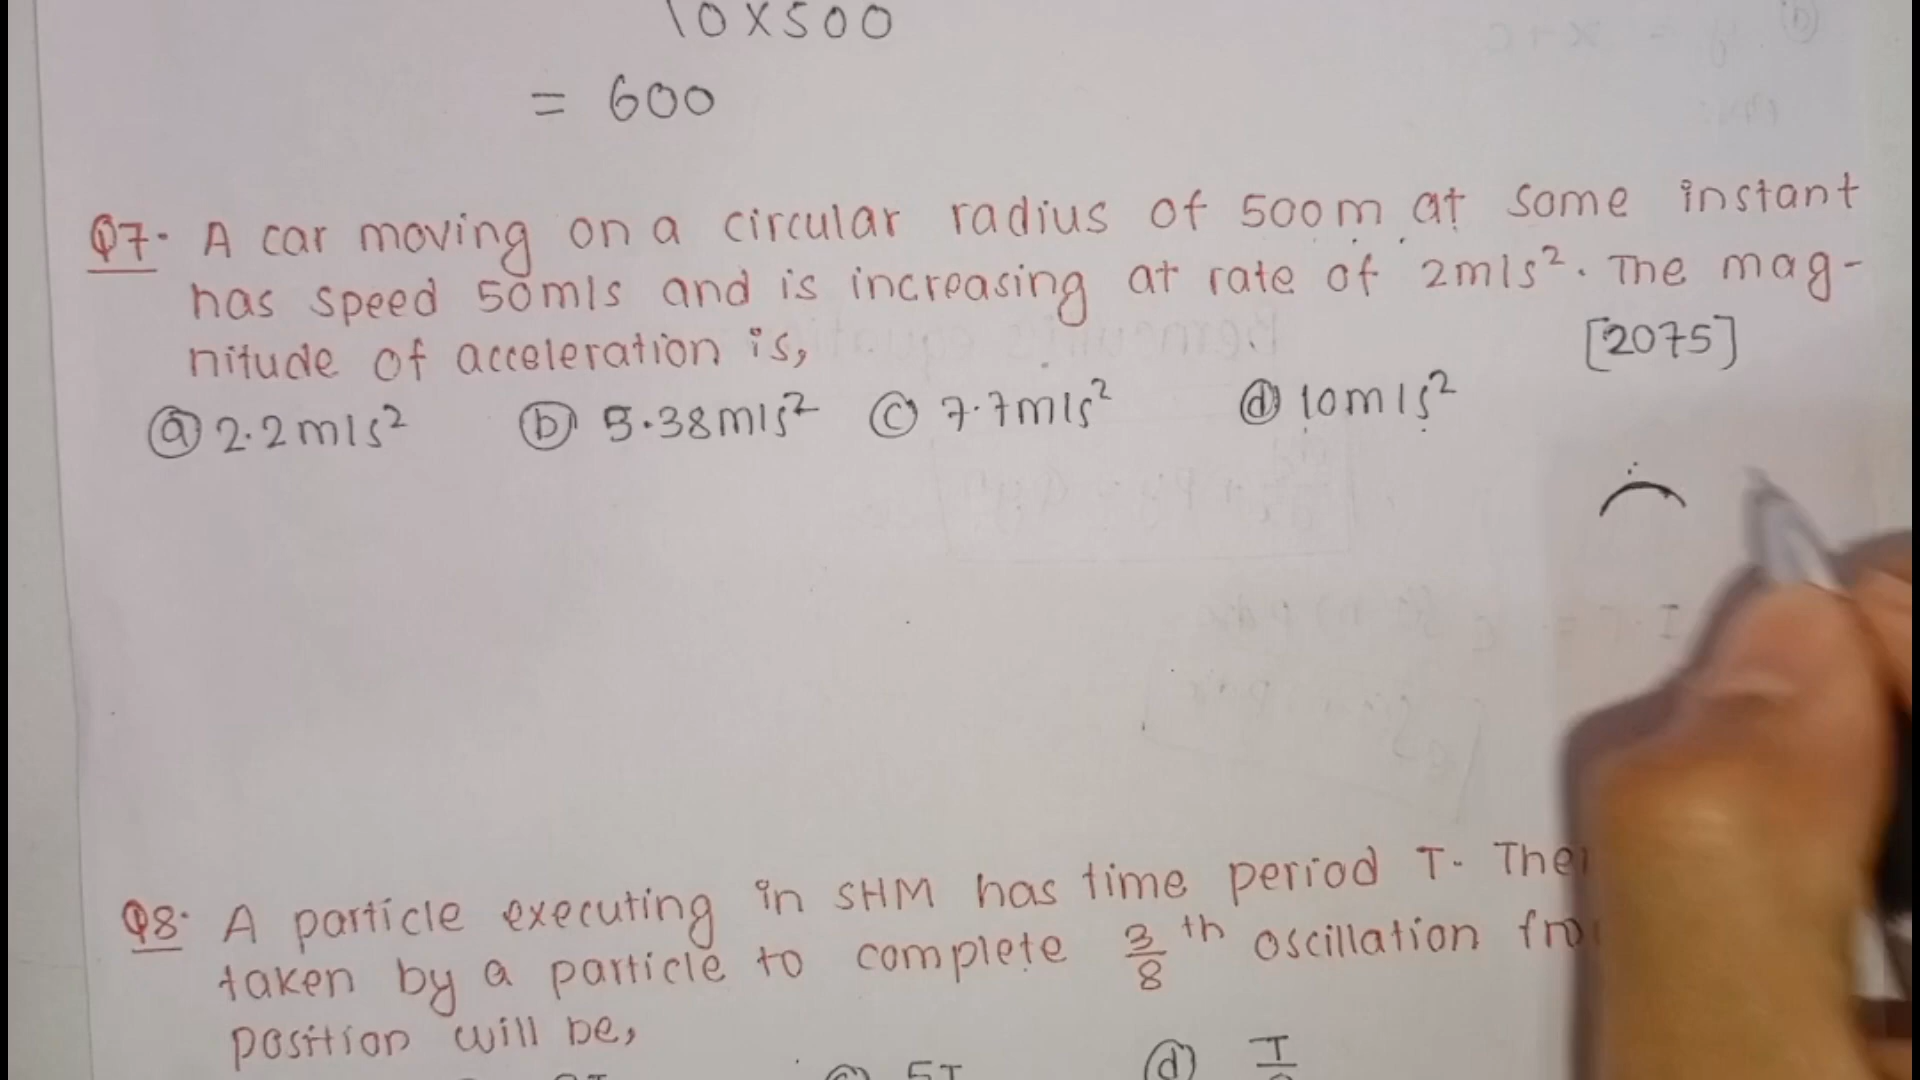 10×500
= 600
Q7. A car moving on a circular radius of 500m at some instant
has speed 50m/s and is increasing at rate of 2m/s². The mag-
nitude of acceleration is,
[2075]
ⓐ 2.2m/s² ⓑ 5.38m/s² ⓒ 7.7m/s² ⓓ 10m/s²
Q8. A particle executing in SHM has time period T.
taken by a particle to complete 3/8 th oscillation
position will be,
5T ⓓ T